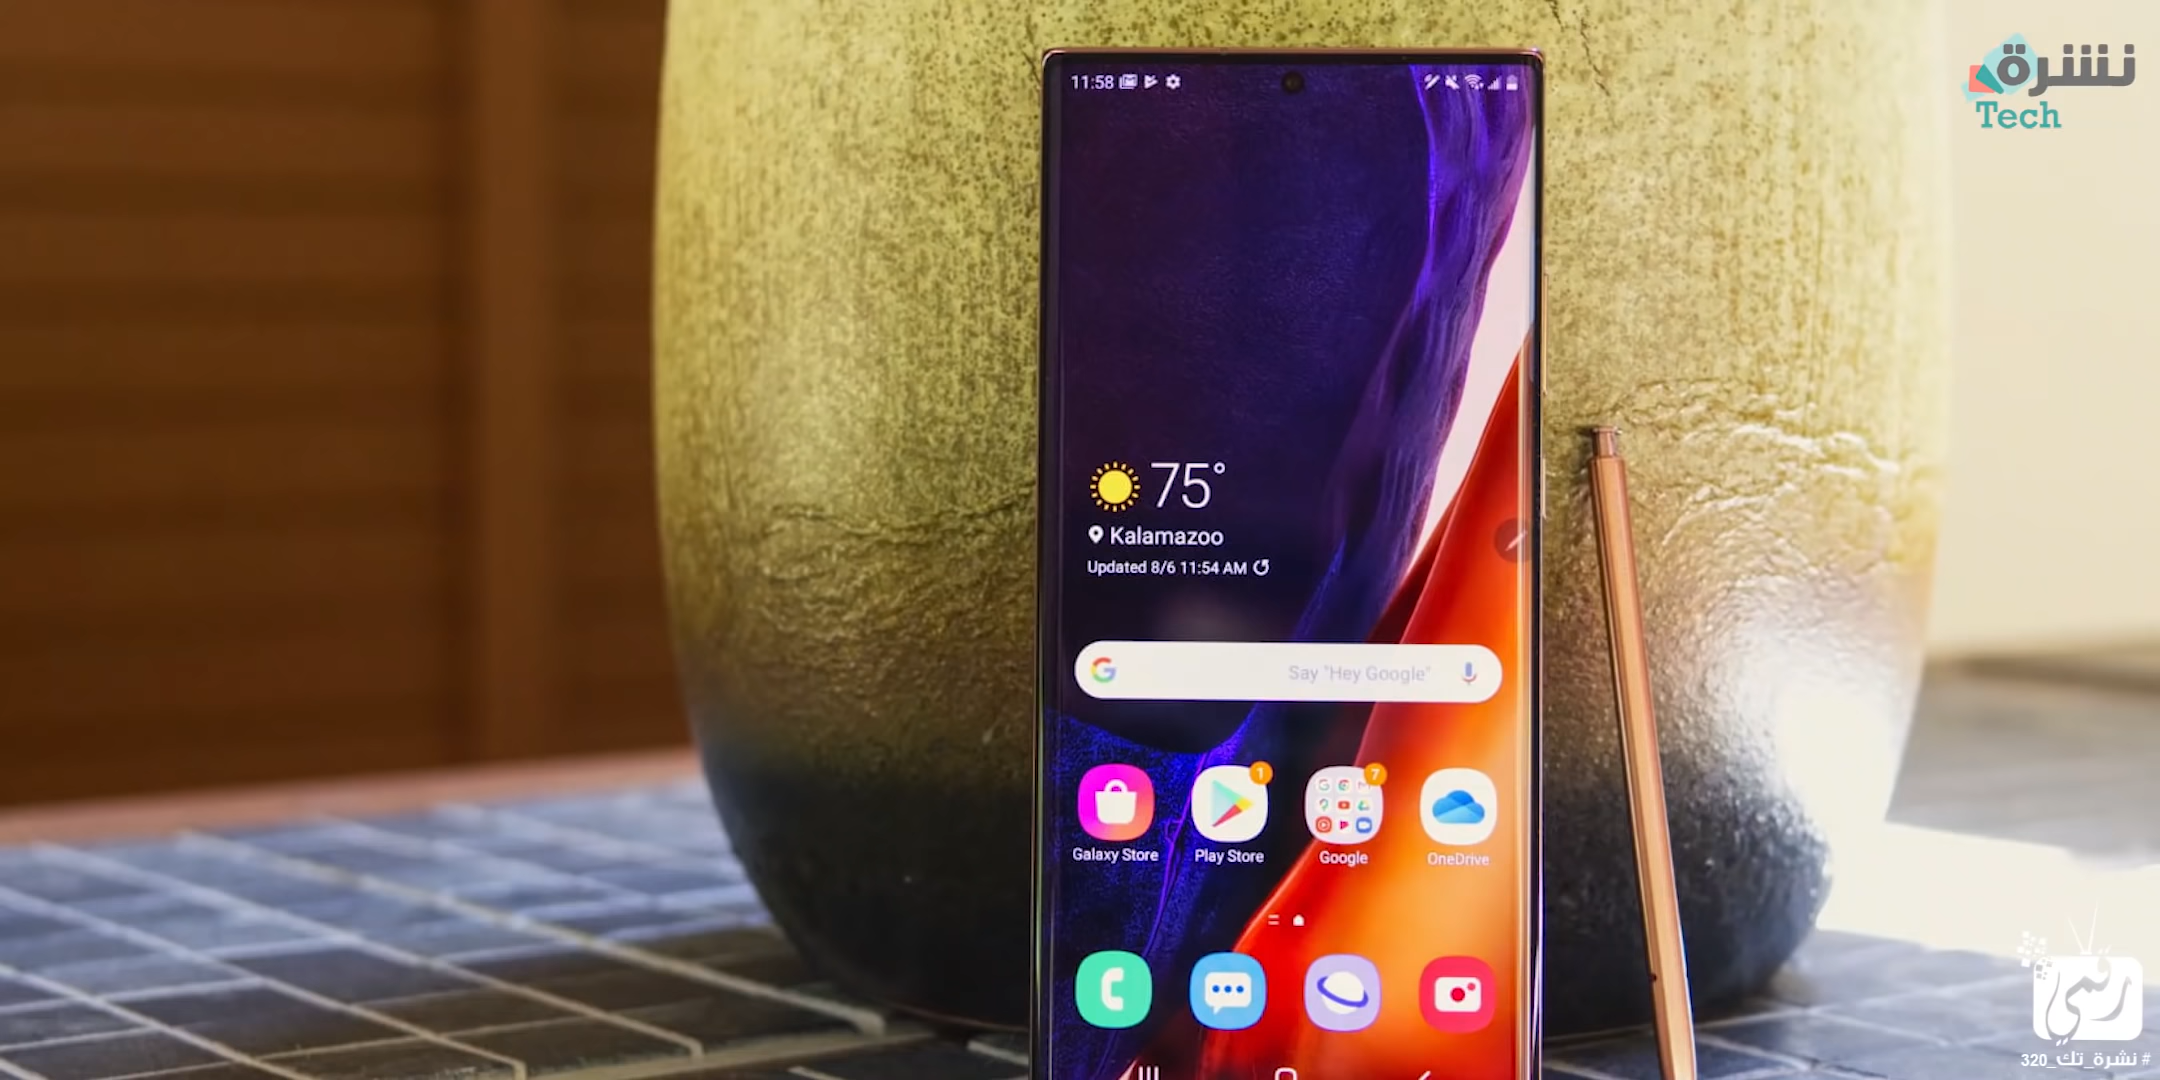 نشرة
Tech
11:58
75°
Kalamazoo
Updated 8/6 11:54 AM
Say "Hey Google"
1
7
Galaxy Store
Play Store
Google
OneDrive
# نشرة_تك_320